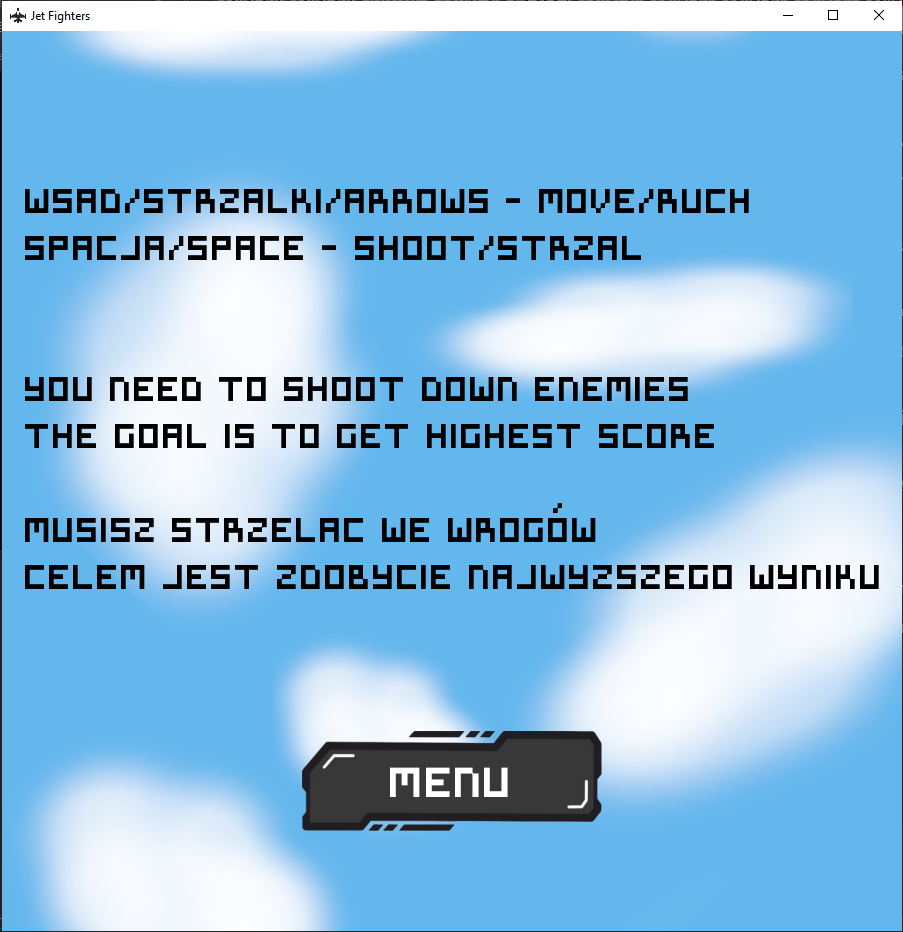 Jet Fighters
WSAD/STRZALKI/ARROWS - MOVE/RUCH
SPACJA/SPACE - SHOOT/STRZAL
YOU NEED TO SHOOT DOWN ENEMIES
THE GOAL IS TO GET HIGHEST SCORE
MUSISZ STRZELAC WE WROGÓW
CELEM JEST ZDOBYCIE NAJWYZSZEGO WYNIKU
MENU